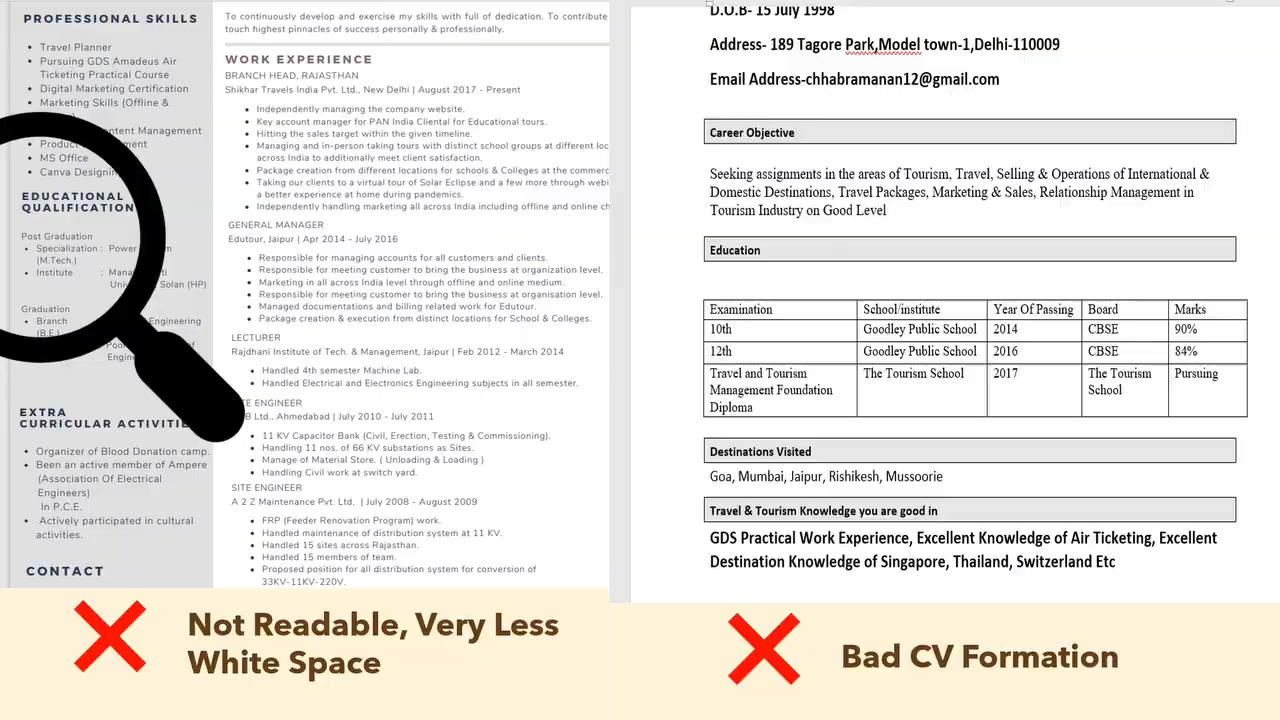 PROFESSIONAL SKILLS
Travel Planner
Pursuing GDS Amadeus Air
Ticketing Practical Course
Digital Marketing Certification
Marketing Skills (Offline &
ntent Management
Produc ment
MS Office
Canva Designin
EDUCATIONAL
QUALIFICATION
Post Graduation
Specialization : Power m
(M.Tech.)
Institute : Mana ti
Uni Solan (HP)
Graduation
Branch Engineering
(B.E.)
Poo
Engine
EXTRA
CURRICULAR ACTIVITIE
Organizer of Blood Donation camp.
Been an active member of Ampere
(Association Of Electrical
Engineers)
In P.C.E.
Actively participated in cultural
activities.
CONTACT
To continuously develop and exercise my skills with full of dedication. To contribute
touch highest pinnacles of success personally & professionally.
WORK EXPERIENCE
BRANCH HEAD, RAJASTHAN
Shikhar Travels India Pvt. Ltd., New Delhi | August 2017 - Present
Independently managing the company website.
Key account manager for PAN India Cliental for Educational tours.
Hitting the sales target within the given timeline.
Managing and in-person taking tours with distinct school groups at different loc
across India to additionally meet client satisfaction.
Package creation from different locations for schools & Colleges at the commerc
Taking our clients to a virtual tour of Solar Eclipse and a few more through webi
a better experience at home during pandemics.
Independently handling marketing all across India including offline and online ch
GENERAL MANAGER
Edutour, Jaipur | Apr 2014 - July 2016
Responsible for managing accounts for all customers and clients.
Responsible for meeting customer to bring the business at organization level.
Marketing in all across India level through offline and online medium.
Responsible for meeting customer to bring the business at organisation level.
Managed documentations and billing related work for Edutour.
Package creation & execution from distinct locations for School & Colleges.
LECTURER
Rajdhani Institute of Tech. & Management, Jaipur | Feb 2012 - March 2014
Handled 4th semester Machine Lab.
Handled Electrical and Electronics Engineering subjects in all semester.
TE ENGINEER
B Ltd., Ahmedabad | July 2010 - July 2011
11 KV Capacitor Bank (Civil, Erection, Testing & Commissioning).
Handling 11 nos. of 66 KV substations as Sites.
Manage of Material Store. ( Unloading & Loading )
Handling Civil work at switch yard.
SITE ENGINEER
A 2 Z Maintenance Pvt. Ltd. | July 2008 - August 2009
FRP (Feeder Renovation Program) work.
Handled maintenance of distribution system at 11 KV.
Handled 15 sites across Rajasthan.
Handled 15 members of team.
Proposed position for all distribution system for conversion of
33KV-11KV-220V.
Not Readable, Very Less
White Space
D.O.B- 15 July 1998
Address- 189 Tagore Park,Model town-1,Delhi-110009
Email Address-chhabramanan12@gmail.com
Career Objective
Seeking assignments in the areas of Tourism, Travel, Selling & Operations of International &
Domestic Destinations, Travel Packages, Marketing & Sales, Relationship Management in
Tourism Industry on Good Level
Education
Examination School/institute Year Of Passing Board Marks
10th Goodley Public School 2014 CBSE 90%
12th Goodley Public School 2016 CBSE 84%
Travel and Tourism The Tourism School 2017 The Tourism Pursuing
Management Foundation School
Diploma
Destinations Visited
Goa, Mumbai, Jaipur, Rishikesh, Mussoorie
Travel & Tourism Knowledge you are good in
GDS Practical Work Experience, Excellent Knowledge of Air Ticketing, Excellent
Destination Knowledge of Singapore, Thailand, Switzerland Etc
Bad CV Formation